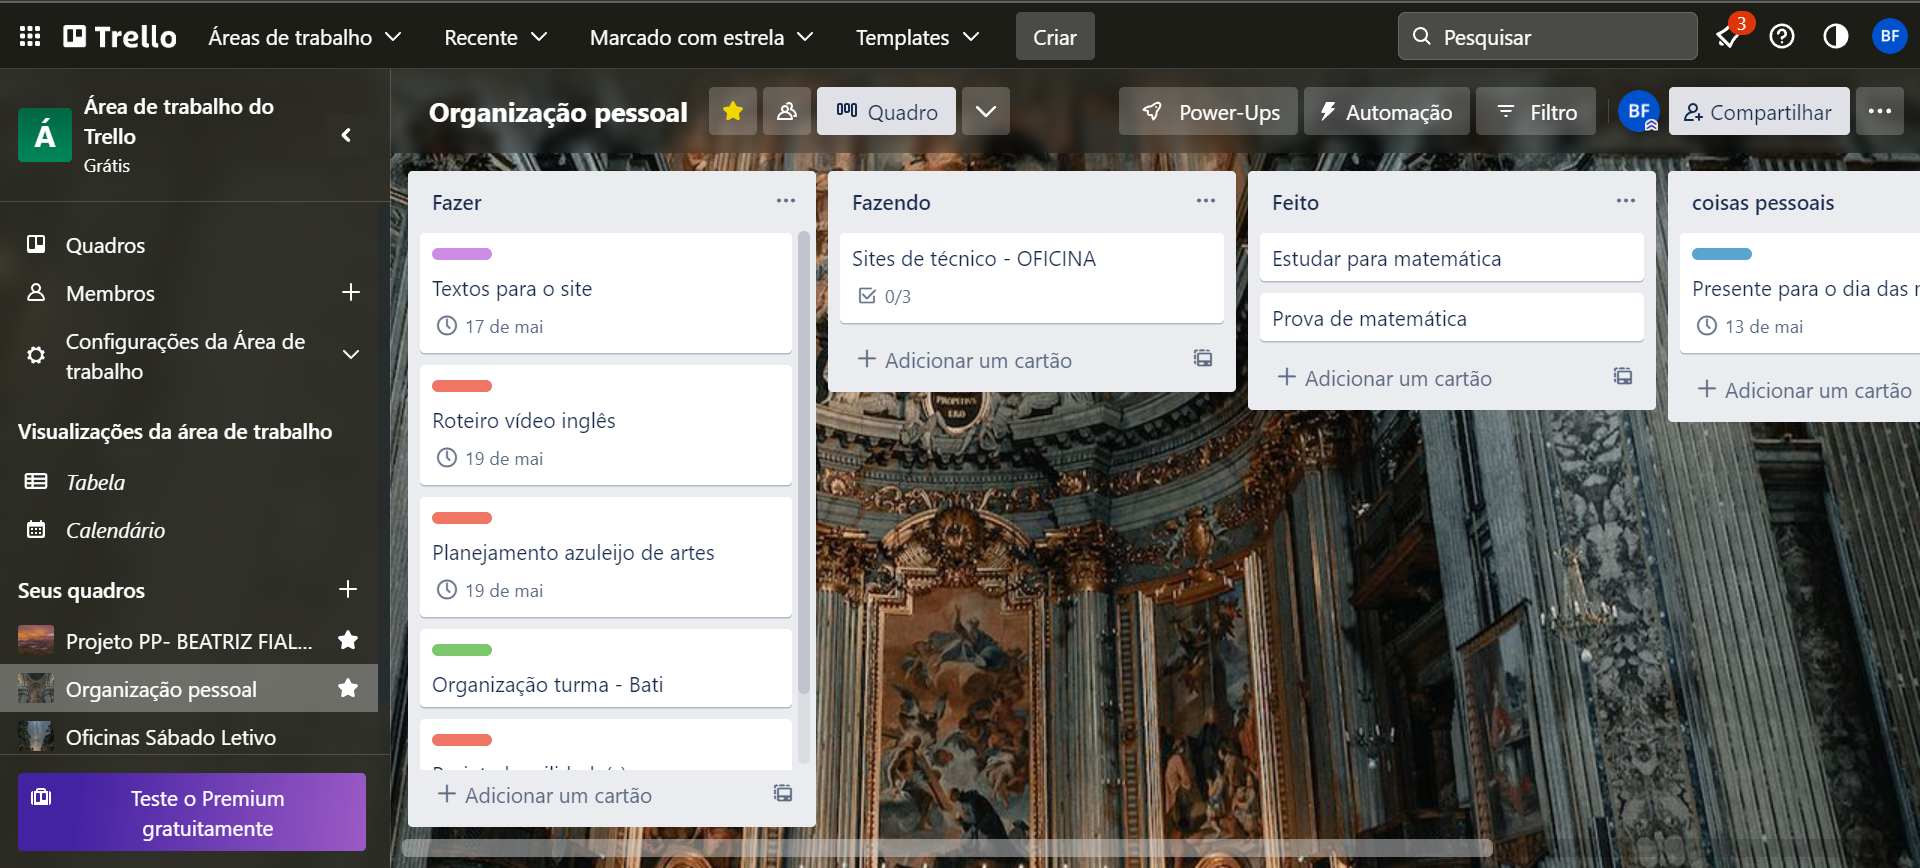 Trello
Áreas de trabalho
Recente
Marcado com estrela
Templates
Criar
Pesquisar
3
BF
Á
Área de trabalho do
Trello
Grátis
Quadros
Membros
Configurações da Área de
trabalho
Visualizações da área de trabalho
Tabela
Calendário
Seus quadros
Projeto PP- BEATRIZ FIAL...
Organização pessoal
Oficinas Sábado Letivo
Teste o Premium
gratuitamente
Organização pessoal
Quadro
Power-Ups
Automação
Filtro
BF
Compartilhar
Fazer
Textos para o site
17 de mai
Roteiro vídeo inglês
19 de mai
Planejamento azuleijo de artes
19 de mai
Organização turma - Bati
Adicionar um cartão
Fazendo
Sites de técnico - OFICINA
0/3
Adicionar um cartão
Feito
Estudar para matemática
Prova de matemática
Adicionar um cartão
coisas pessoais
Presente para o dia das
13 de mai
Adicionar um cartão